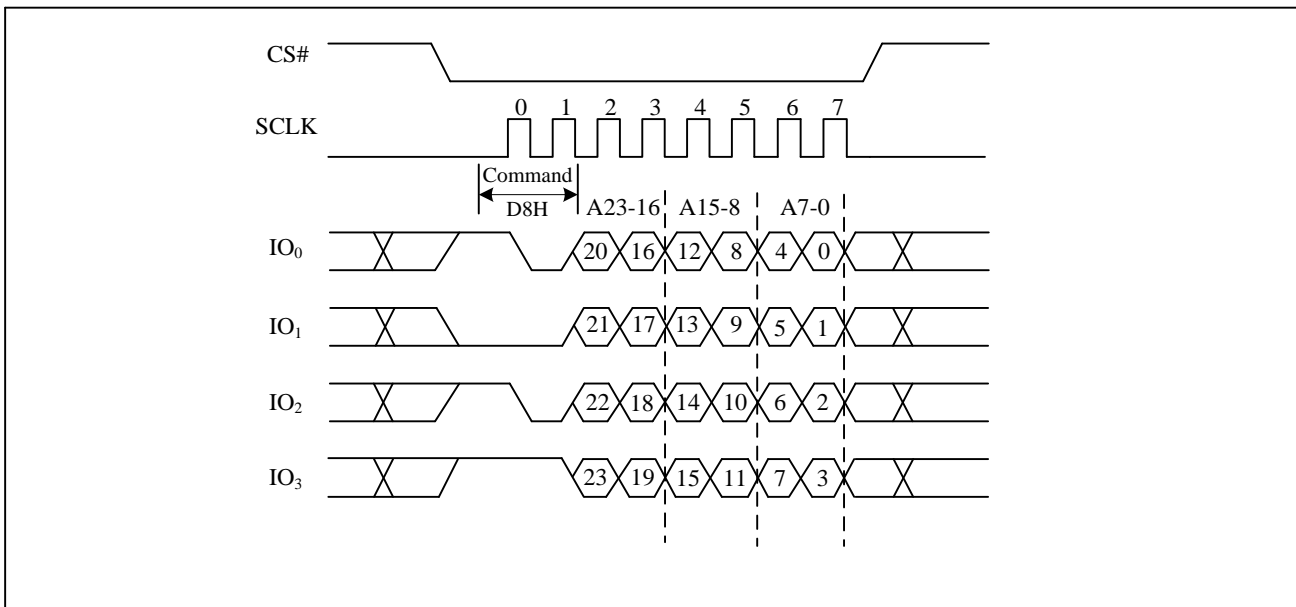 CS#
0 1 2 3 4 5 6 7
SCLK
Command
D8H
A23-16 A15-8 A7-0
IO₀ 20 16 12 8 4 0
IO₁ 21 17 13 9 5 1
IO₂ 22 18 14 10 6 2
IO₃ 23 19 15 11 7 3